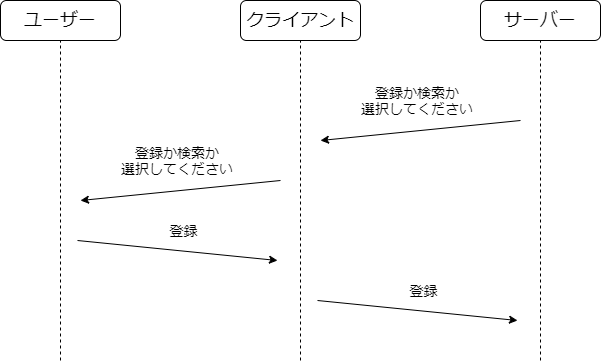 ユーザー
クライアント
サーバー
登録か検索か
選択してください
登録か検索か
選択してください
登録
登録